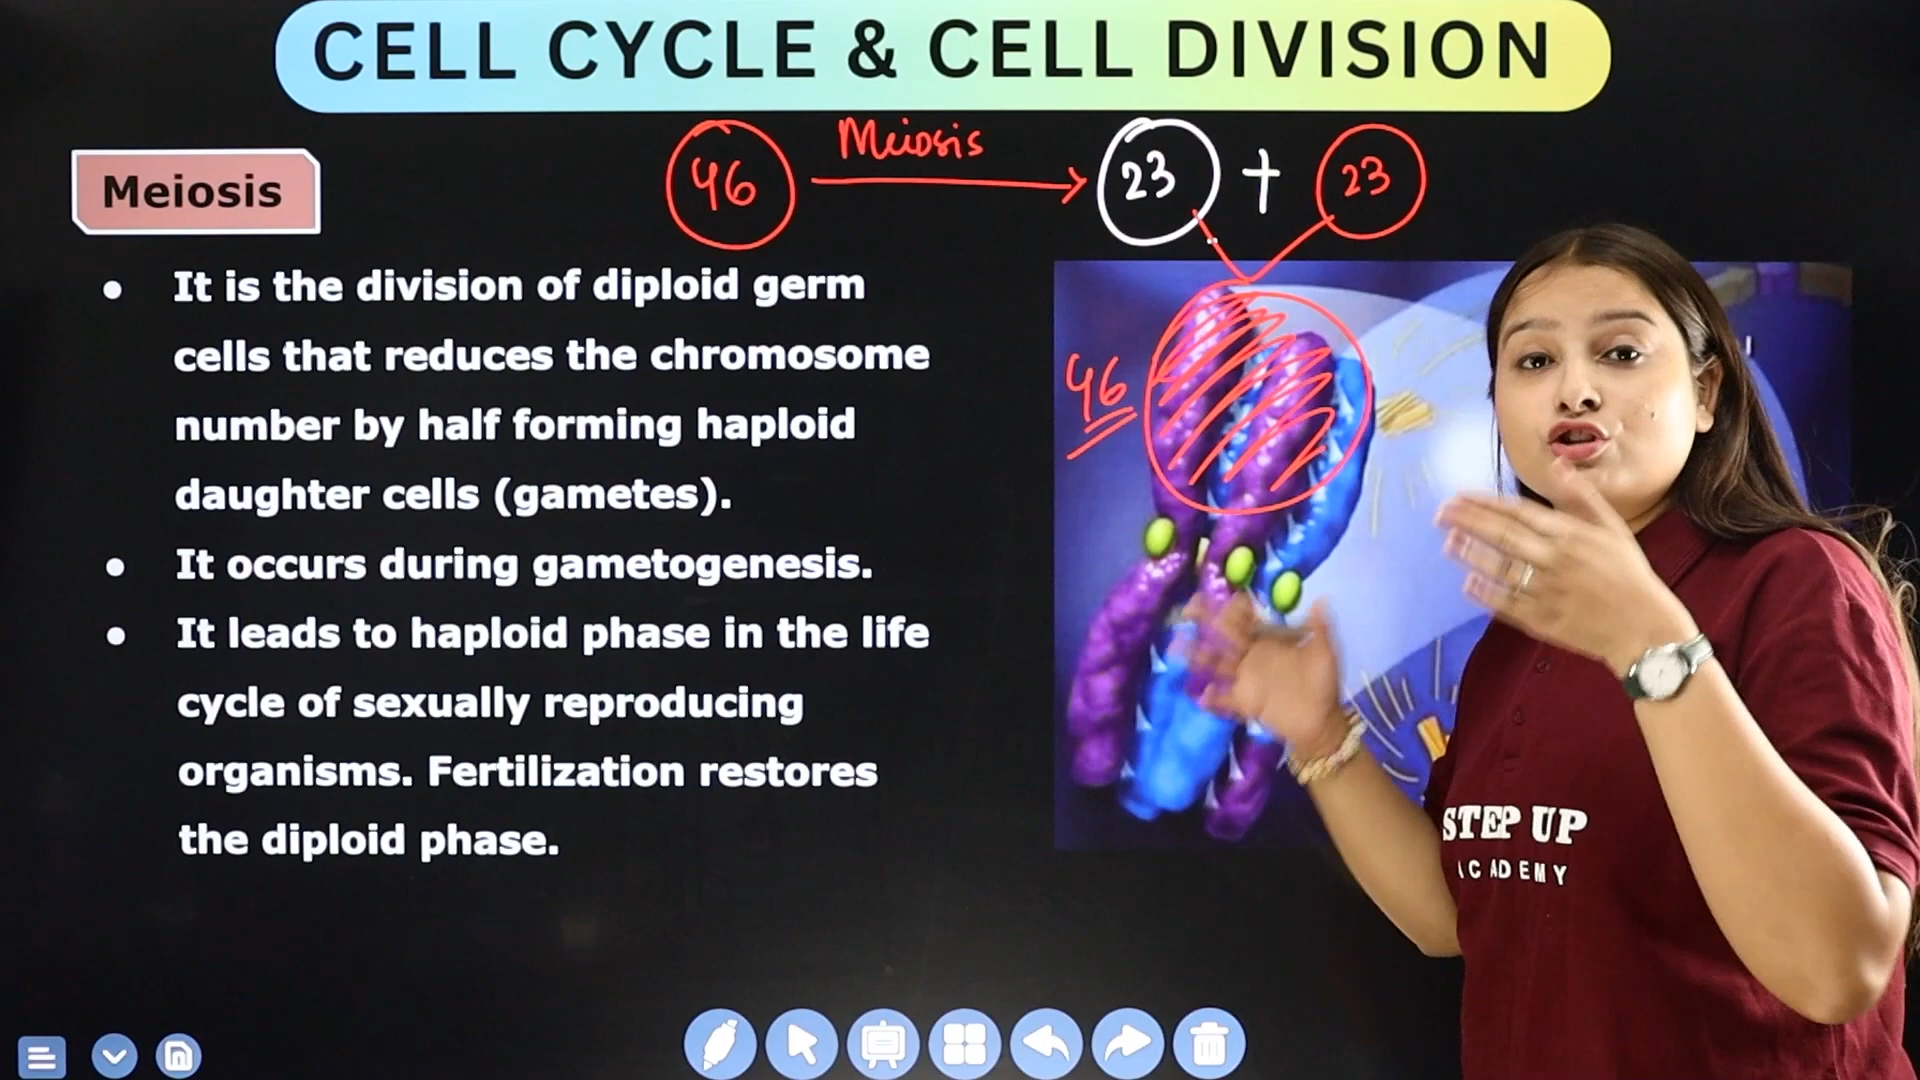 CELL CYCLE & CELL DIVISION
46 Meiosis 23 + 23
Meiosis
It is the division of diploid germ
cells that reduces the chromosome
number by half forming haploid
daughter cells (gametes).
46
It occurs during gametogenesis.
It leads to haploid phase in the life
cycle of sexually reproducing
organisms. Fertilization restores
the diploid phase.
STEP UP
ACADEMY